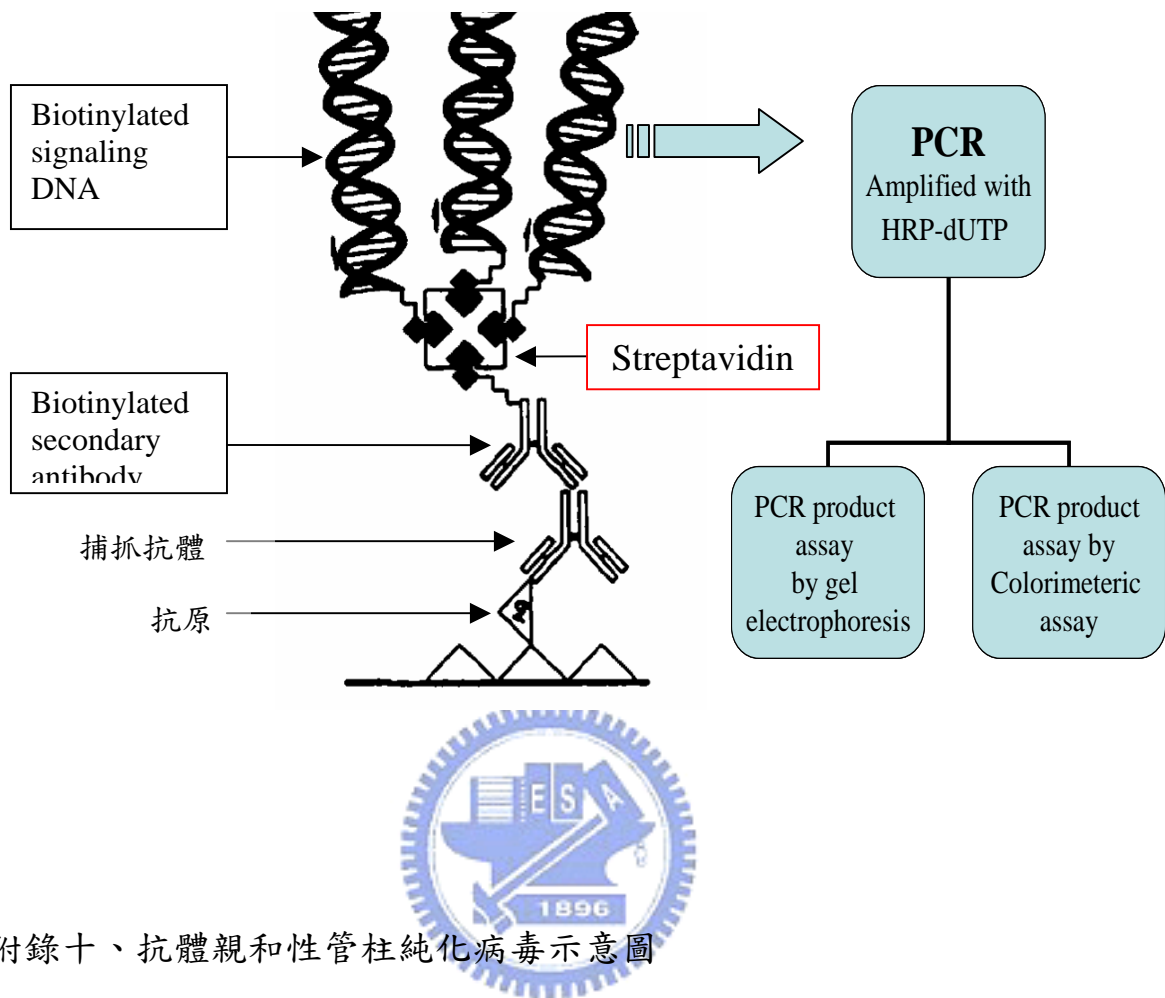 Biotinylated
signaling
DNA
PCR
Amplified with
HRP-dUTP
Streptavidin
Biotinylated
secondary
antibody
捕抓抗體
抗原
Ag
PCR product
assay
by gel
electrophoresis
PCR product
assay by
Colorimeteric
assay
E S A
1896
附錄十、抗體親和性管柱純化病毒示意圖